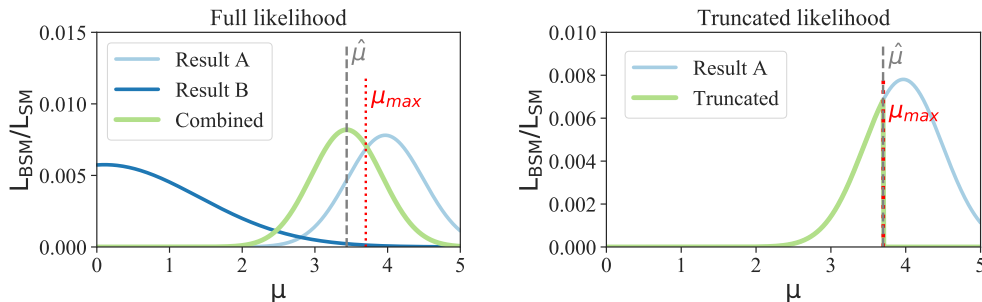 Full likelihood
0.015
0.010
0.005
0.000
L_BSM/L_SM
Result A
Result B
Combined
μ̂
μ_max
0 1 2 3 4 5
μ
Truncated likelihood
0.010
0.008
0.006
0.004
0.002
0.000
L_BSM/L_SM
Result A
Truncated
μ̂
μ_max
0 1 2 3 4 5
μ